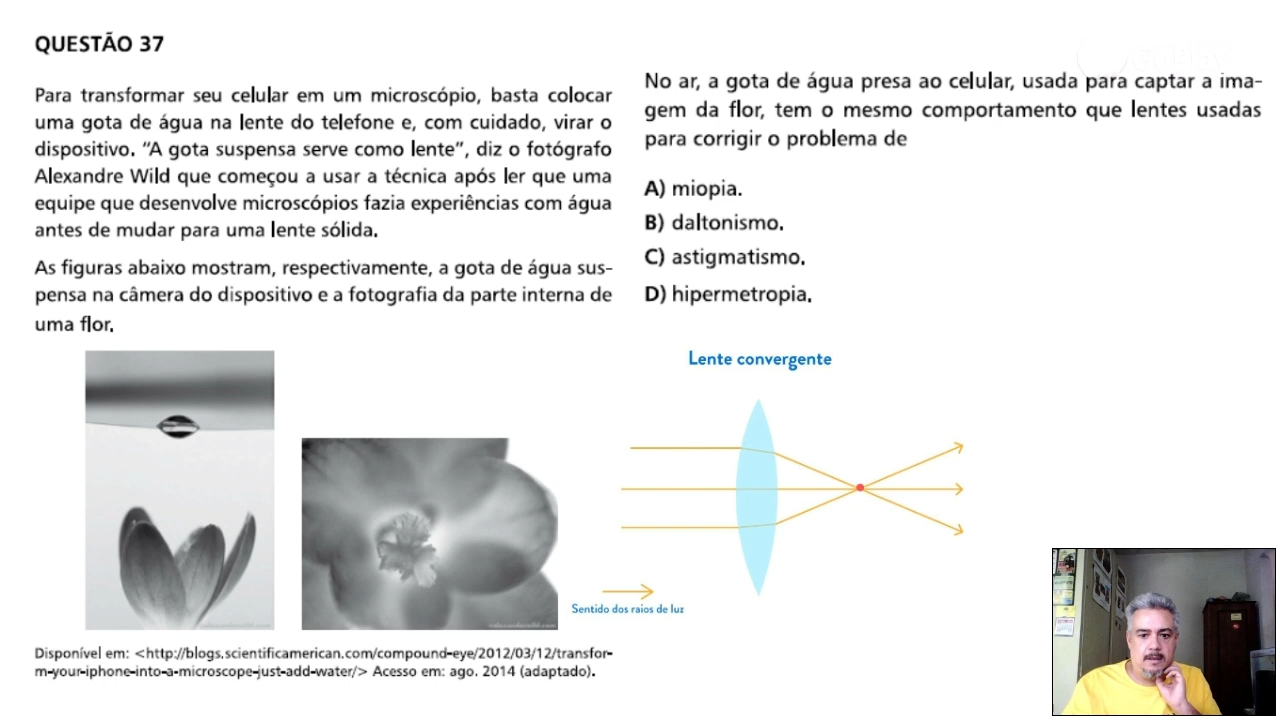 QUESTÃO 37
Para transformar seu celular em um microscópio, basta colocar
uma gota de água na lente do telefone e, com cuidado, virar o
dispositivo. “A gota suspensa serve como lente”, diz o fotógrafo
Alexandre Wild que começou a usar a técnica após ler que uma
equipe que desenvolve microscópios fazia experiências com água
antes de mudar para uma lente sólida.
As figuras abaixo mostram, respectivamente, a gota de água sus-
pensa na câmera do dispositivo e a fotografia da parte interna de
uma flor.
Disponível em: <http://blogs.scientificamerican.com/compound-eye/2012/03/12/transfor-
m-your-iphone-into-a-microscope-just-add-water/> Acesso em: ago. 2014 (adaptado).
No ar, a gota de água presa ao celular, usada para captar a ima-
gem da flor, tem o mesmo comportamento que lentes usadas
para corrigir o problema de
A) miopia.
B) daltonismo.
C) astigmatismo.
D) hipermetropia.
Lente convergente
Sentido dos raios de luz